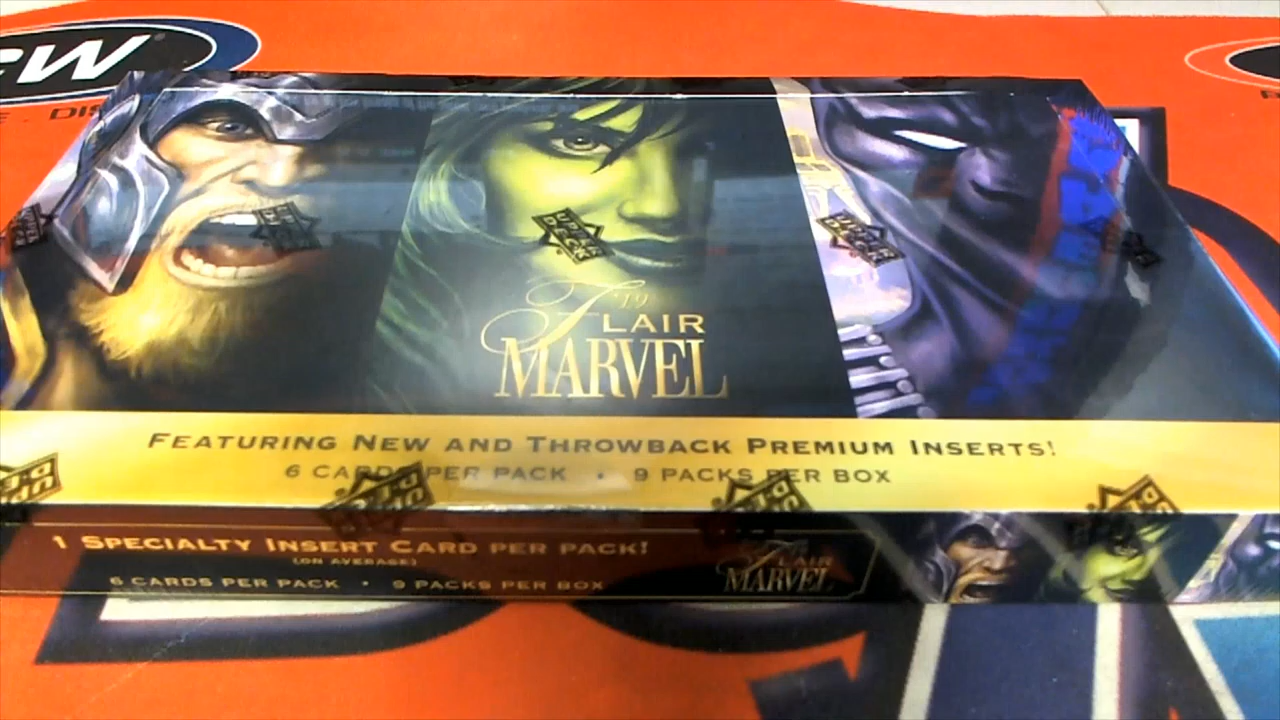 CW
DIS
'19
FLAIR
MARVEL
FEATURING NEW AND THROWBACK PREMIUM INSERTS!
6 CARDS PER PACK • 9 PACKS PER BOX
1 SPECIALTY INSERT CARD PER PACK!
(ON AVERAGE)
6 CARDS PER PACK • 9 PACKS PER BOX
FLAIR
MARVEL